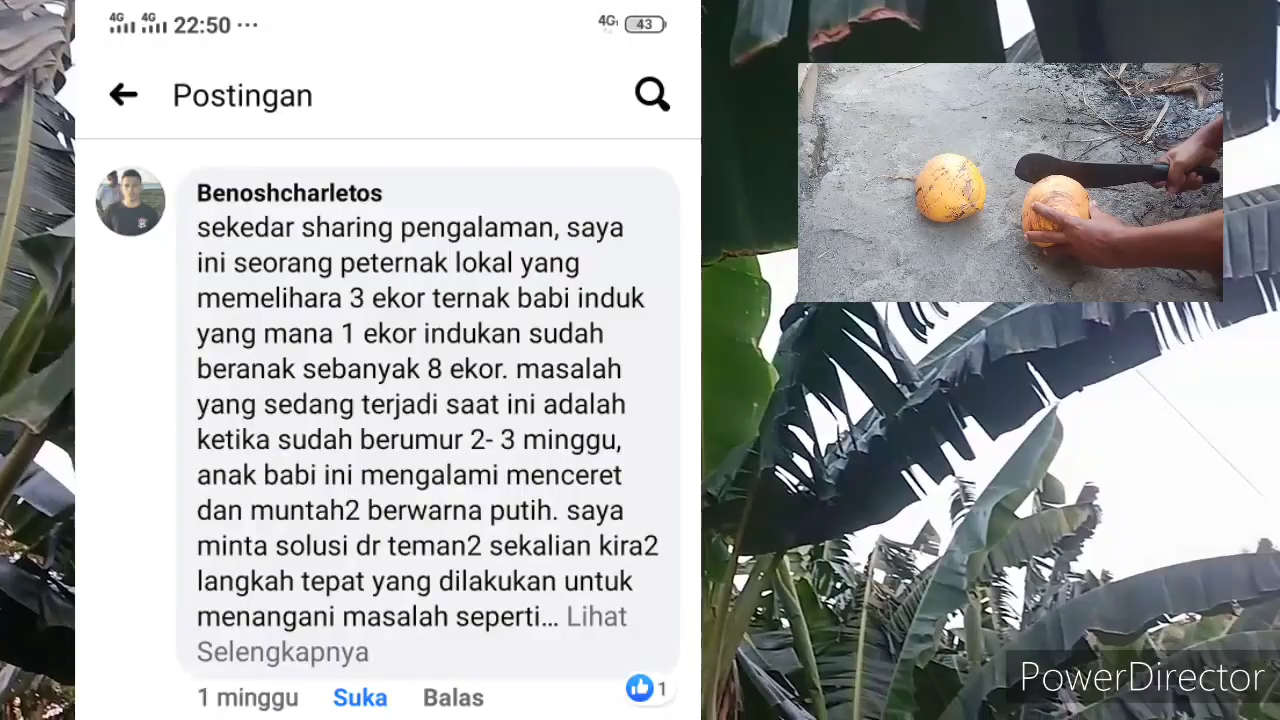 4G 4G 22:50 ... 4G 43
Postingan
Benoshcharletos
sekedar sharing pengalaman, saya
ini seorang peternak lokal yang
memelihara 3 ekor ternak babi induk
yang mana 1 ekor indukan sudah
beranak sebanyak 8 ekor. masalah
yang sedang terjadi saat ini adalah
ketika sudah berumur 2- 3 minggu,
anak babi ini mengalami menceret
dan muntah2 berwarna putih. saya
minta solusi dr teman2 sekalian kira2
langkah tepat yang dilakukan untuk
menangani masalah seperti... Lihat
Selengkapnya
1 minggu Suka Balas 1
PowerDirector